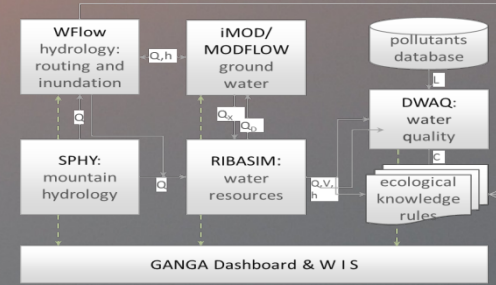 WFlow
hydrology:
routing and
inundation
Q,h
iMOD/
MODFLOW
ground
water
pollutants
database
L
Q
Qx
Qo
DWAQ:
water
quality
C
SPHY:
mountain
hydrology
Q
RIBASIM:
water
resources
Q,V,
h
ecological
knowledge
rules
GANGA Dashboard & W I S